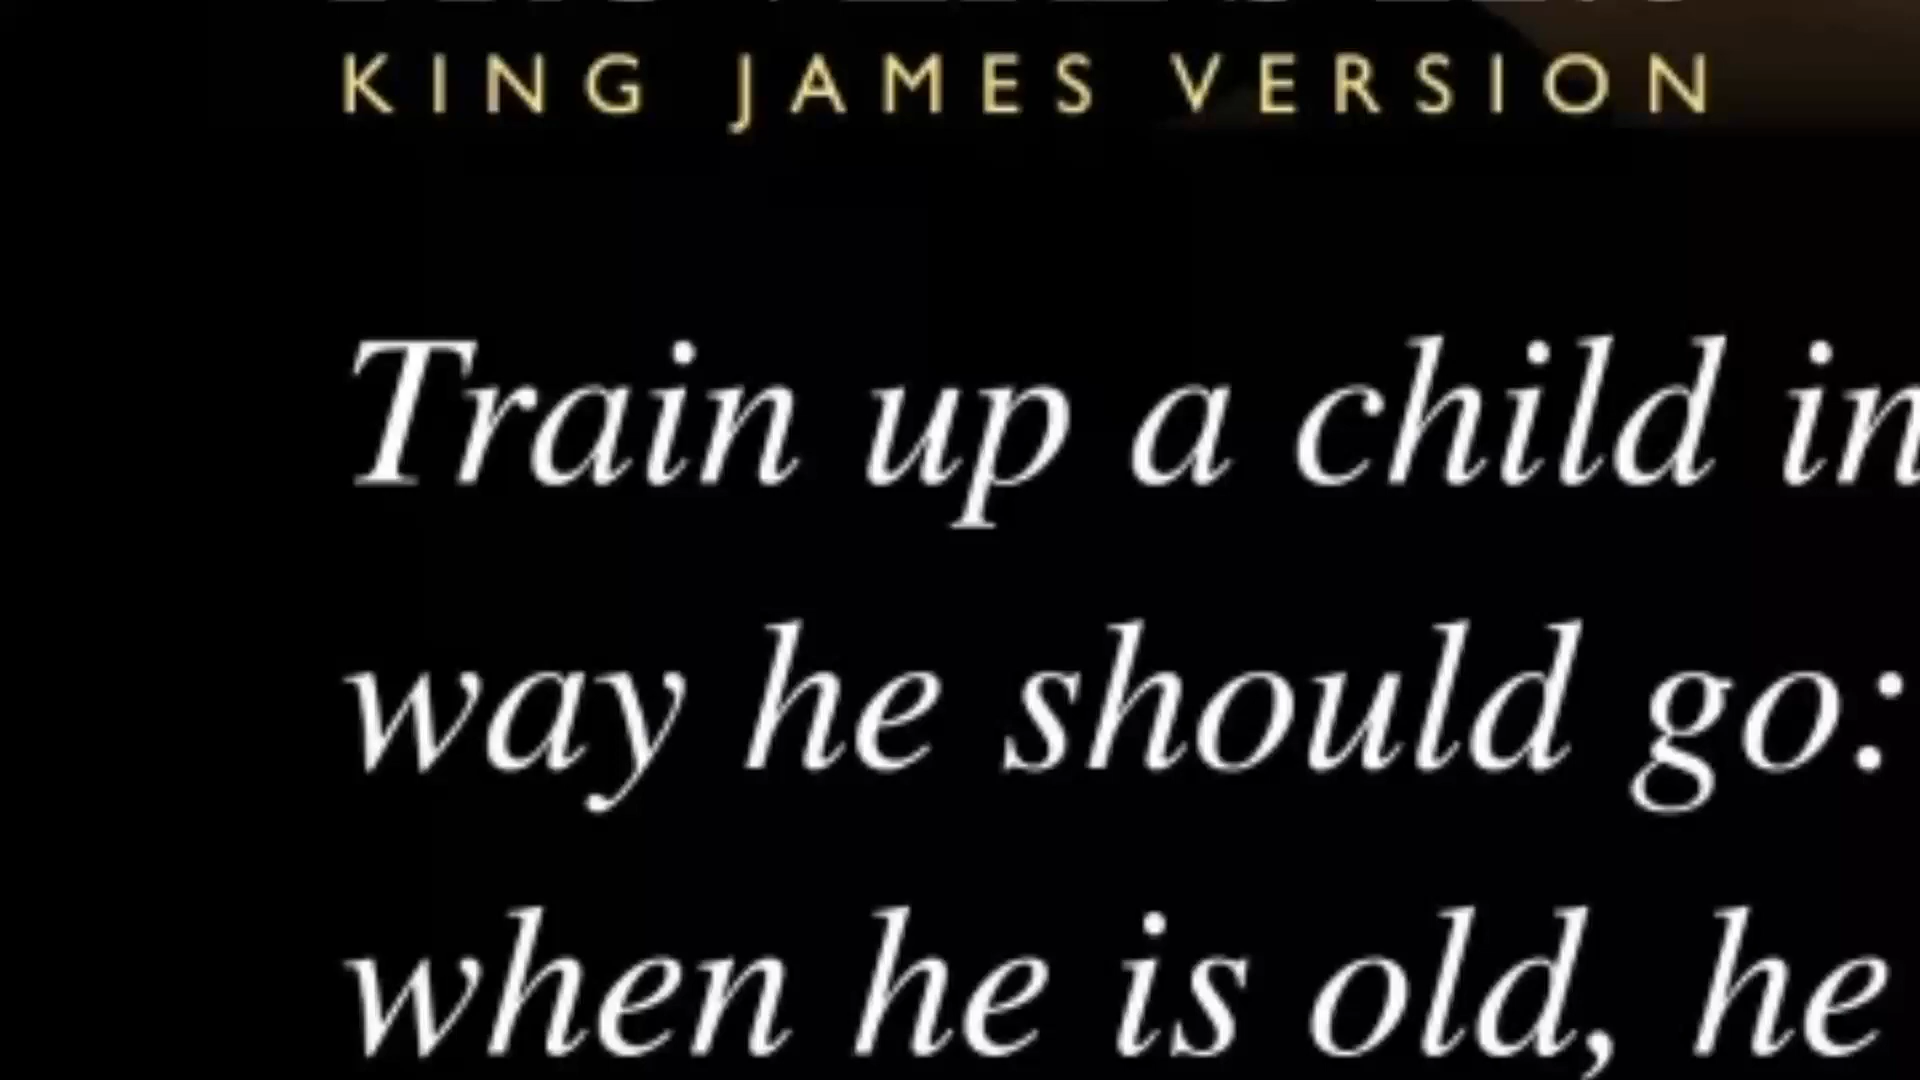 KING JAMES VERSION
Train up a child in
way he should go:
when he is old, he